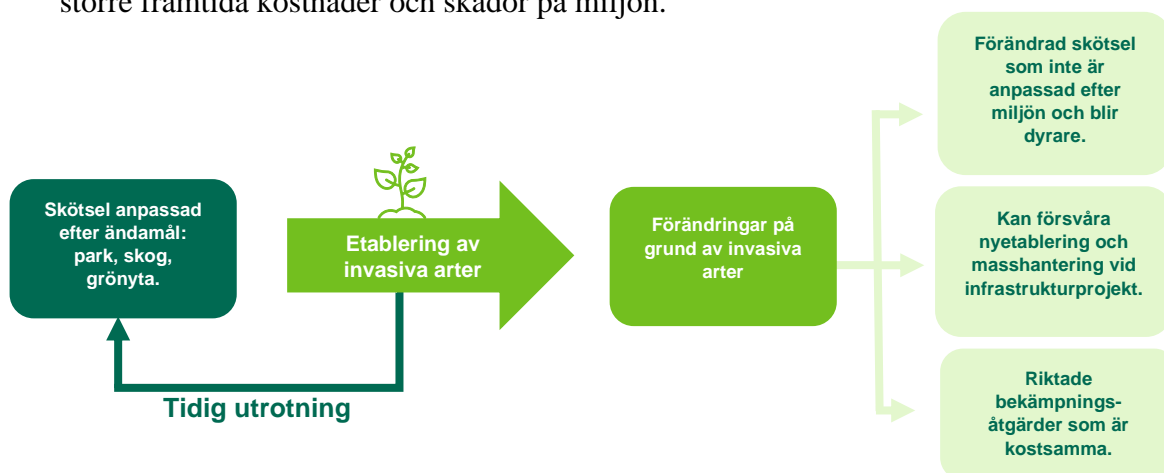 större framtida kostnader och skador på miljön.
Skötsel anpassad
efter ändamål:
park, skog,
grönyta.
Etablering av
invasiva arter
Tidig utrotning
Förändringar på
grund av invasiva
arter
Förändrad skötsel
som inte är
anpassad efter
miljön och blir
dyrare.
Kan försvåra
nyetablering och
masshantering vid
infrastrukturprojekt.
Riktade
bekämpnings-
åtgärder som är
kostsamma.